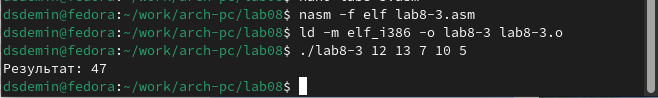 dsdemin@fedora:~/work/arch-pc/lab08$ nasm -f elf lab8-3.asm
dsdemin@fedora:~/work/arch-pc/lab08$ ld -m elf_i386 -o lab8-3 lab8-3.o
dsdemin@fedora:~/work/arch-pc/lab08$ ./lab8-3 12 13 7 10 5
Результат: 47
dsdemin@fedora:~/work/arch-pc/lab08$